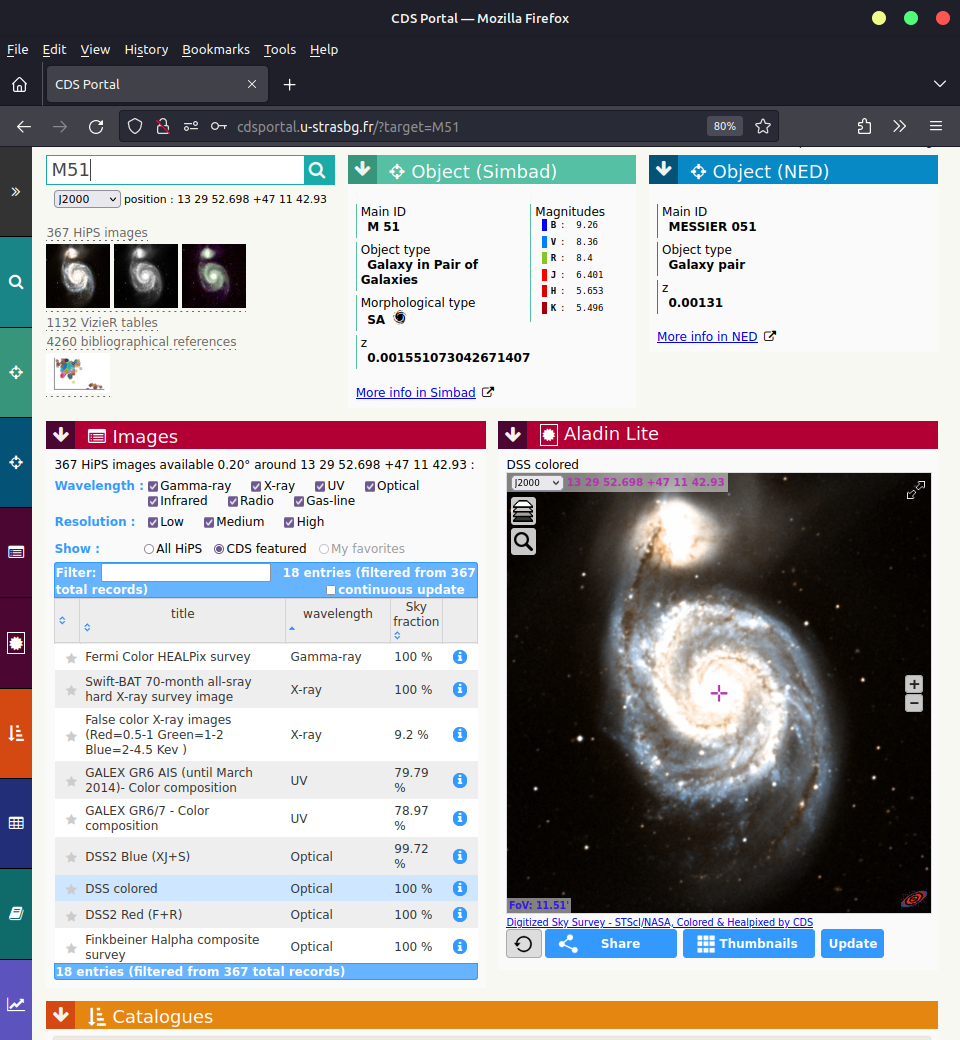 CDS Portal — Mozilla Firefox
File Edit View History Bookmarks Tools Help
CDS Portal
cdsportal.u-strasbg.fr/?target=M51 80%
M51
J2000 position : 13 29 52.698 +47 11 42.93
367 HiPS images
1132 VizieR tables
4260 bibliographical references
Object (Simbad)
Main ID
M 51
Object type
Galaxy in Pair of
Galaxies
Morphological type
SA
z
0.001551073042671407
Magnitudes
B : 9.26
V : 8.36
R : 8.4
J : 6.401
H : 5.653
K : 5.496
More info in Simbad
Object (NED)
Main ID
MESSIER 051
Object type
Galaxy pair
z
0.00131
More info in NED
Images
367 HiPS images available 0.20° around 13 29 52.698 +47 11 42.93 :
Wavelength : Gamma-ray X-ray UV Optical
Infrared Radio Gas-line
Resolution : Low Medium High
Show : All HiPS CDS featured My favorites
Filter: 18 entries (filtered from 367
total records) continuous update
title wavelength Sky
fraction
Fermi Color HEALPix survey Gamma-ray 100 %
Swift-BAT 70-month all-sray
hard X-ray survey image X-ray 100 %
False color X-ray images
(Red=0.5-1 Green=1-2
Blue=2-4.5 Kev ) X-ray 9.2 %
GALEX GR6 AIS (until March
2014)- Color composition UV 79.79
%
GALEX GR6/7 - Color
composition UV 78.97
%
DSS2 Blue (XJ+S) Optical 99.72
%
DSS colored Optical 100 %
DSS2 Red (F+R) Optical 100 %
Finkbeiner Halpha composite
survey Optical 100 %
18 entries (filtered from 367 total records)
Aladin Lite
DSS colored
J2000 13 29 52.698 +47 11 42.93
+
−
FoV: 11.51'
Digitized Sky Survey - STScI/NASA, Colored & Healpixed by CDS
Share Thumbnails Update
Catalogues